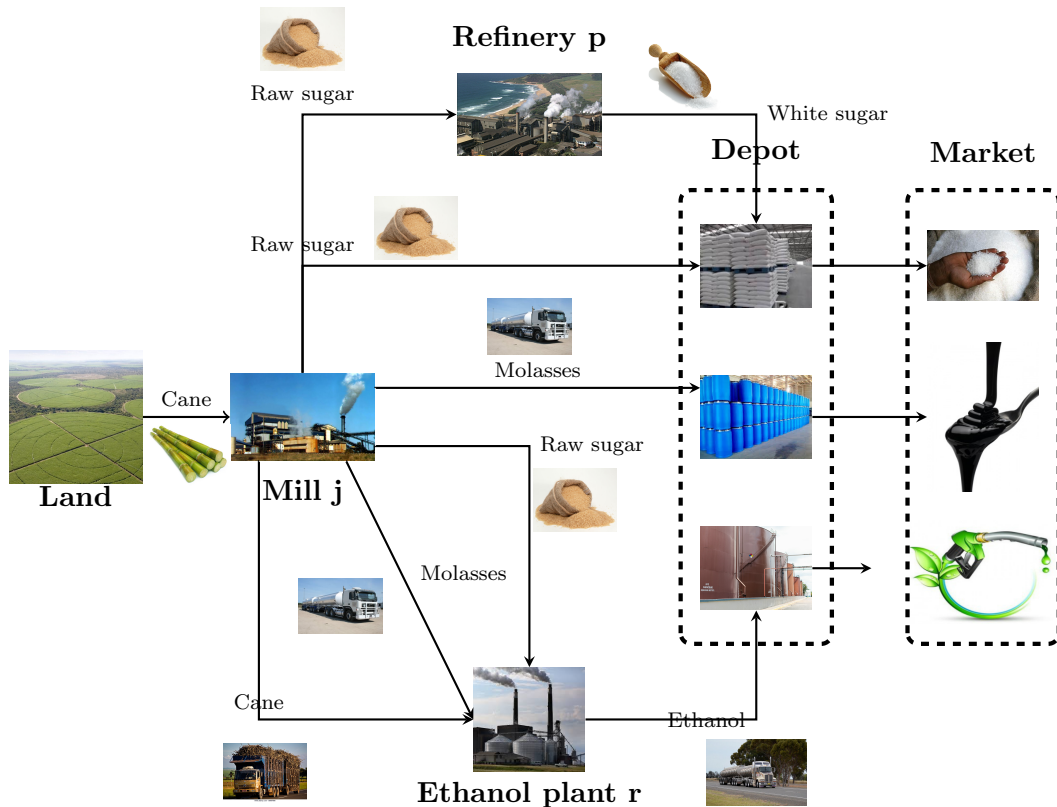 Refinery p
Raw sugar
White sugar
Depot
Market
Raw sugar
Molasses
Cane
Raw sugar
Land
Mill j
Molasses
Cane
Ethanol
Ethanol plant r